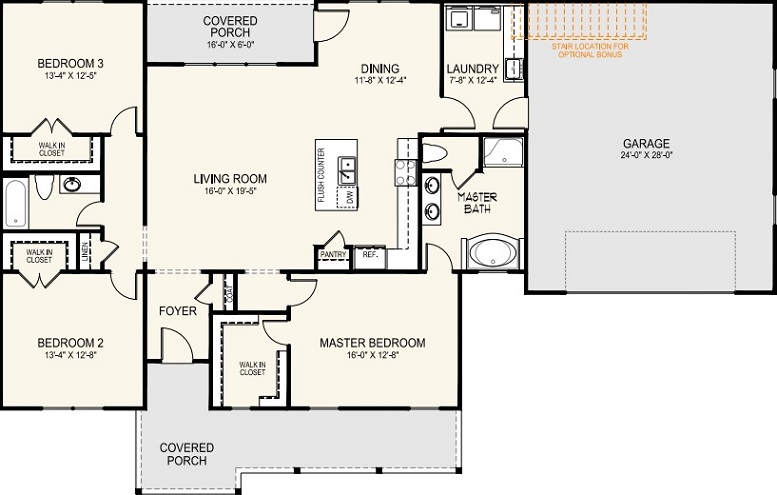 COVERED
PORCH
16'-0" X 6'-0"
BEDROOM 3
13'-4" X 12'-5"
DINING
11'-8" X 12'-4"
LAUNDRY
7'-8" X 12'-4"
STAIR LOCATION FOR
OPTIONAL BONUS
GARAGE
24'-0" X 28'-0"
WALK IN
CLOSET
LIVING ROOM
16'-0" X 19'-5"
FLUSH COUNTER
D/W
MASTER
BATH
WALK IN
CLOSET
LINEN
PANTRY
REF.
FOYER
COAT
BEDROOM 2
13'-4" X 12'-8"
MASTER BEDROOM
16'-0" X 12'-8"
WALK IN
CLOSET
COVERED
PORCH